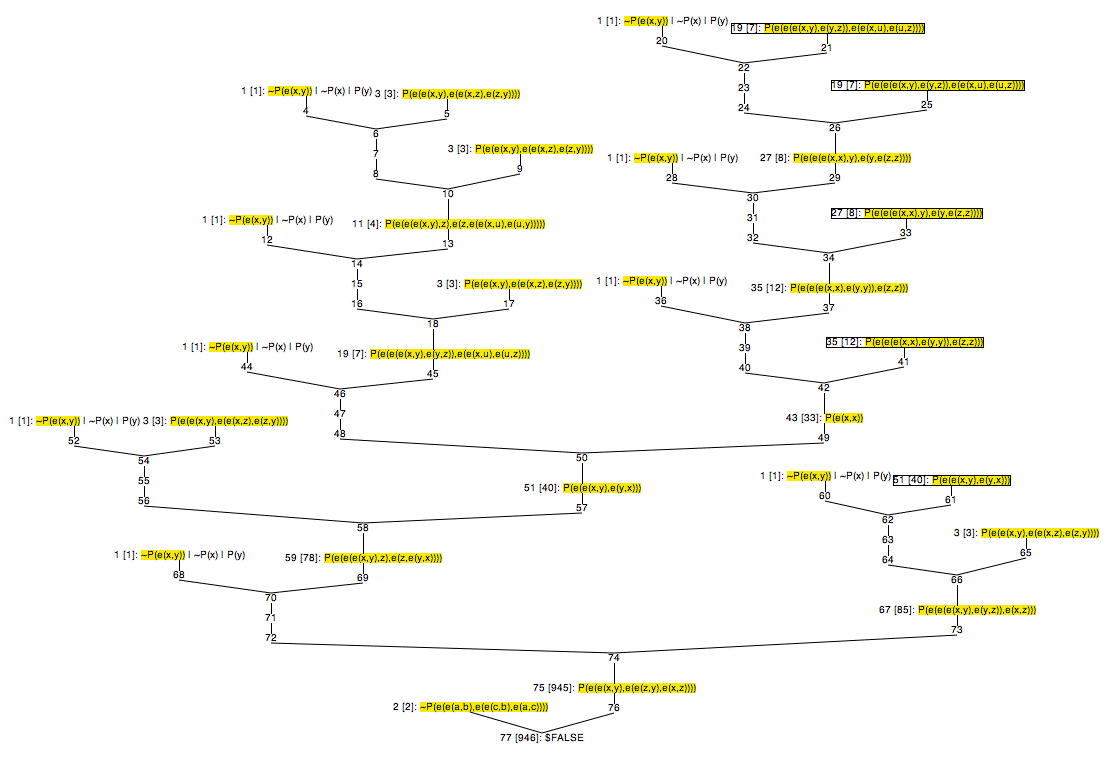 1 [1]: ~P(e(x,y)) | ~P(x) | P(y)
19 [7]: P(e(e(e(x,y),e(y,z)),e(e(x,u),e(u,z))))
20
21
22
23
24
19 [7]: P(e(e(e(x,y),e(y,z)),e(e(x,u),e(u,z))))
25
26
1 [1]: ~P(e(x,y)) | ~P(x) | P(y)
3 [3]: P(e(e(x,y),e(e(x,z),e(z,y))))
4
5
6
7
8
3 [3]: P(e(e(x,y),e(e(x,z),e(z,y))))
9
10
1 [1]: ~P(e(x,y)) | ~P(x) | P(y)
27 [8]: P(e(e(e(x,x),y),e(y,e(z,z))))
28
29
30
31
32
27 [8]: P(e(e(e(x,x),y),e(y,e(z,z))))
33
34
1 [1]: ~P(e(x,y)) | ~P(x) | P(y)
11 [4]: P(e(e(e(x,y),z),e(z,e(e(x,u),e(u,y)))))
12
13
14
15
16
3 [3]: P(e(e(x,y),e(e(x,z),e(z,y))))
17
18
1 [1]: ~P(e(x,y)) | ~P(x) | P(y)
35 [12]: P(e(e(e(x,x),e(y,y)),e(z,z)))
36
37
38
39
40
35 [12]: P(e(e(e(x,x),e(y,y)),e(z,z)))
41
42
1 [1]: ~P(e(x,y)) | ~P(x) | P(y)
19 [7]: P(e(e(e(x,y),e(y,z)),e(e(x,u),e(u,z))))
44
45
46
47
48
43 [33]: P(e(x,x))
49
50
1 [1]: ~P(e(x,y)) | ~P(x) | P(y)
3 [3]: P(e(e(x,y),e(e(x,z),e(z,y))))
52
53
54
55
56
51 [40]: P(e(e(x,y),e(y,x)))
57
58
1 [1]: ~P(e(x,y)) | ~P(x) | P(y)
51 [40]: P(e(e(x,y),e(y,x)))
60
61
62
63
64
3 [3]: P(e(e(x,y),e(e(x,z),e(z,y))))
65
66
1 [1]: ~P(e(x,y)) | ~P(x) | P(y)
59 [78]: P(e(e(e(x,y),z),e(z,e(y,x))))
68
69
70
71
72
67 [85]: P(e(e(e(x,y),e(y,z)),e(x,z)))
73
74
75 [945]: P(e(e(x,y),e(e(z,y),e(x,z))))
2 [2]: ~P(e(e(a,b),e(e(c,b),e(a,c))))
76
77 [946]: $FALSE